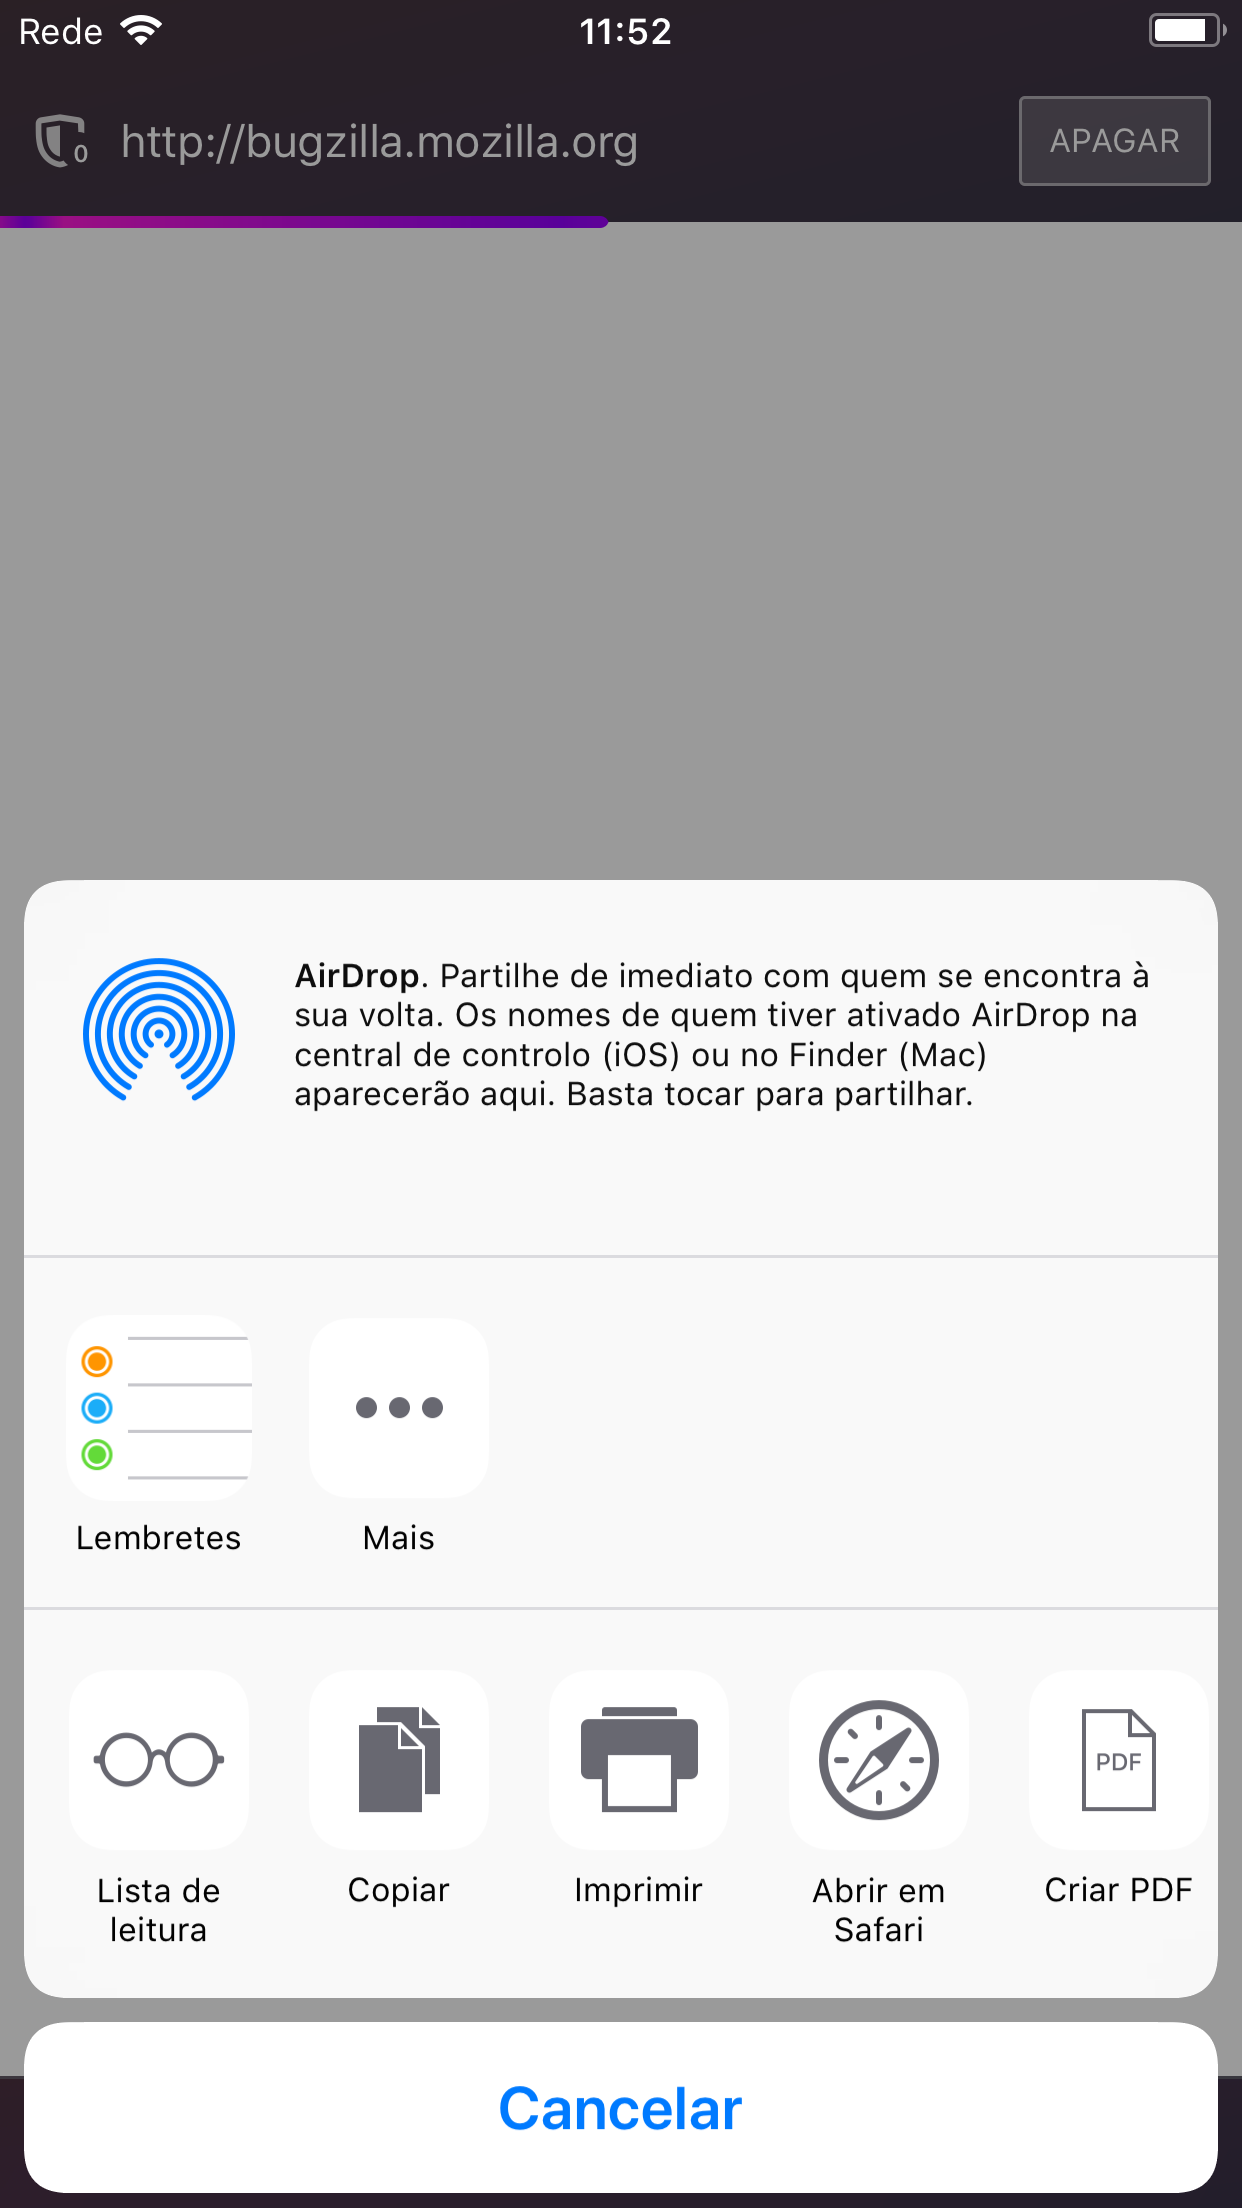 Rede
11:52
0
http://bugzilla.mozilla.org
APAGAR
AirDrop. Partilhe de imediato com quem se encontra à
sua volta. Os nomes de quem tiver ativado AirDrop na
central de controlo (iOS) ou no Finder (Mac)
aparecerão aqui. Basta tocar para partilhar.
Lembretes
Mais
PDF
Lista de
leitura
Copiar
Imprimir
Abrir em
Safari
Criar PDF
Cancelar